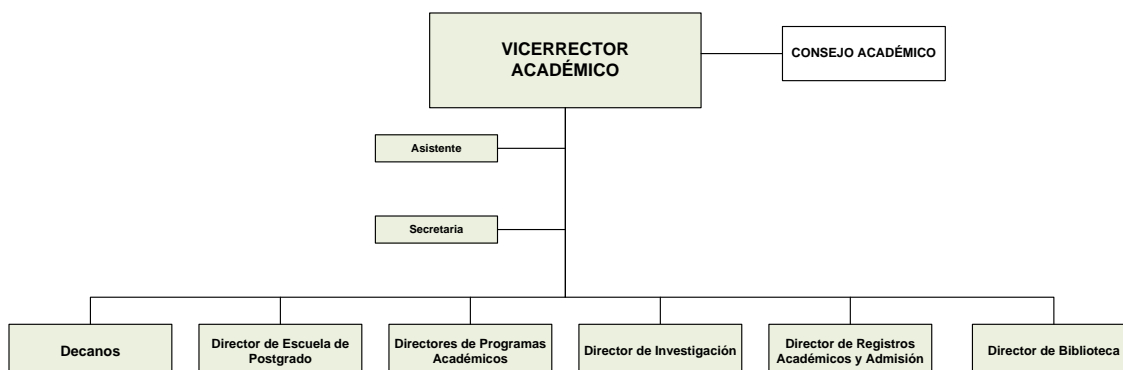 VICERRECTOR
ACADÉMICO
CONSEJO ACADÉMICO
Asistente
Secretaria
Decanos
Director de Escuela de
Postgrado
Directores de Programas
Académicos
Director de Investigación
Director de Registros
Académicos y Admisión
Director de Biblioteca